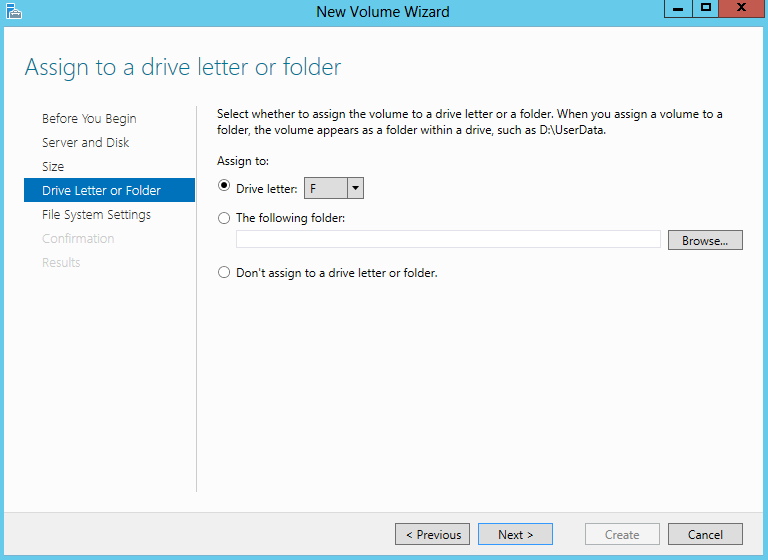 New Volume Wizard
Assign to a drive letter or folder
Before You Begin
Server and Disk
Size
Drive Letter or Folder
File System Settings
Confirmation
Results
Select whether to assign the volume to a drive letter or a folder. When you assign a volume to a
folder, the volume appears as a folder within a drive, such as D:\UserData.
Assign to:
Drive letter: F
The following folder:
Browse...
Don't assign to a drive letter or folder.
< Previous Next > Create Cancel